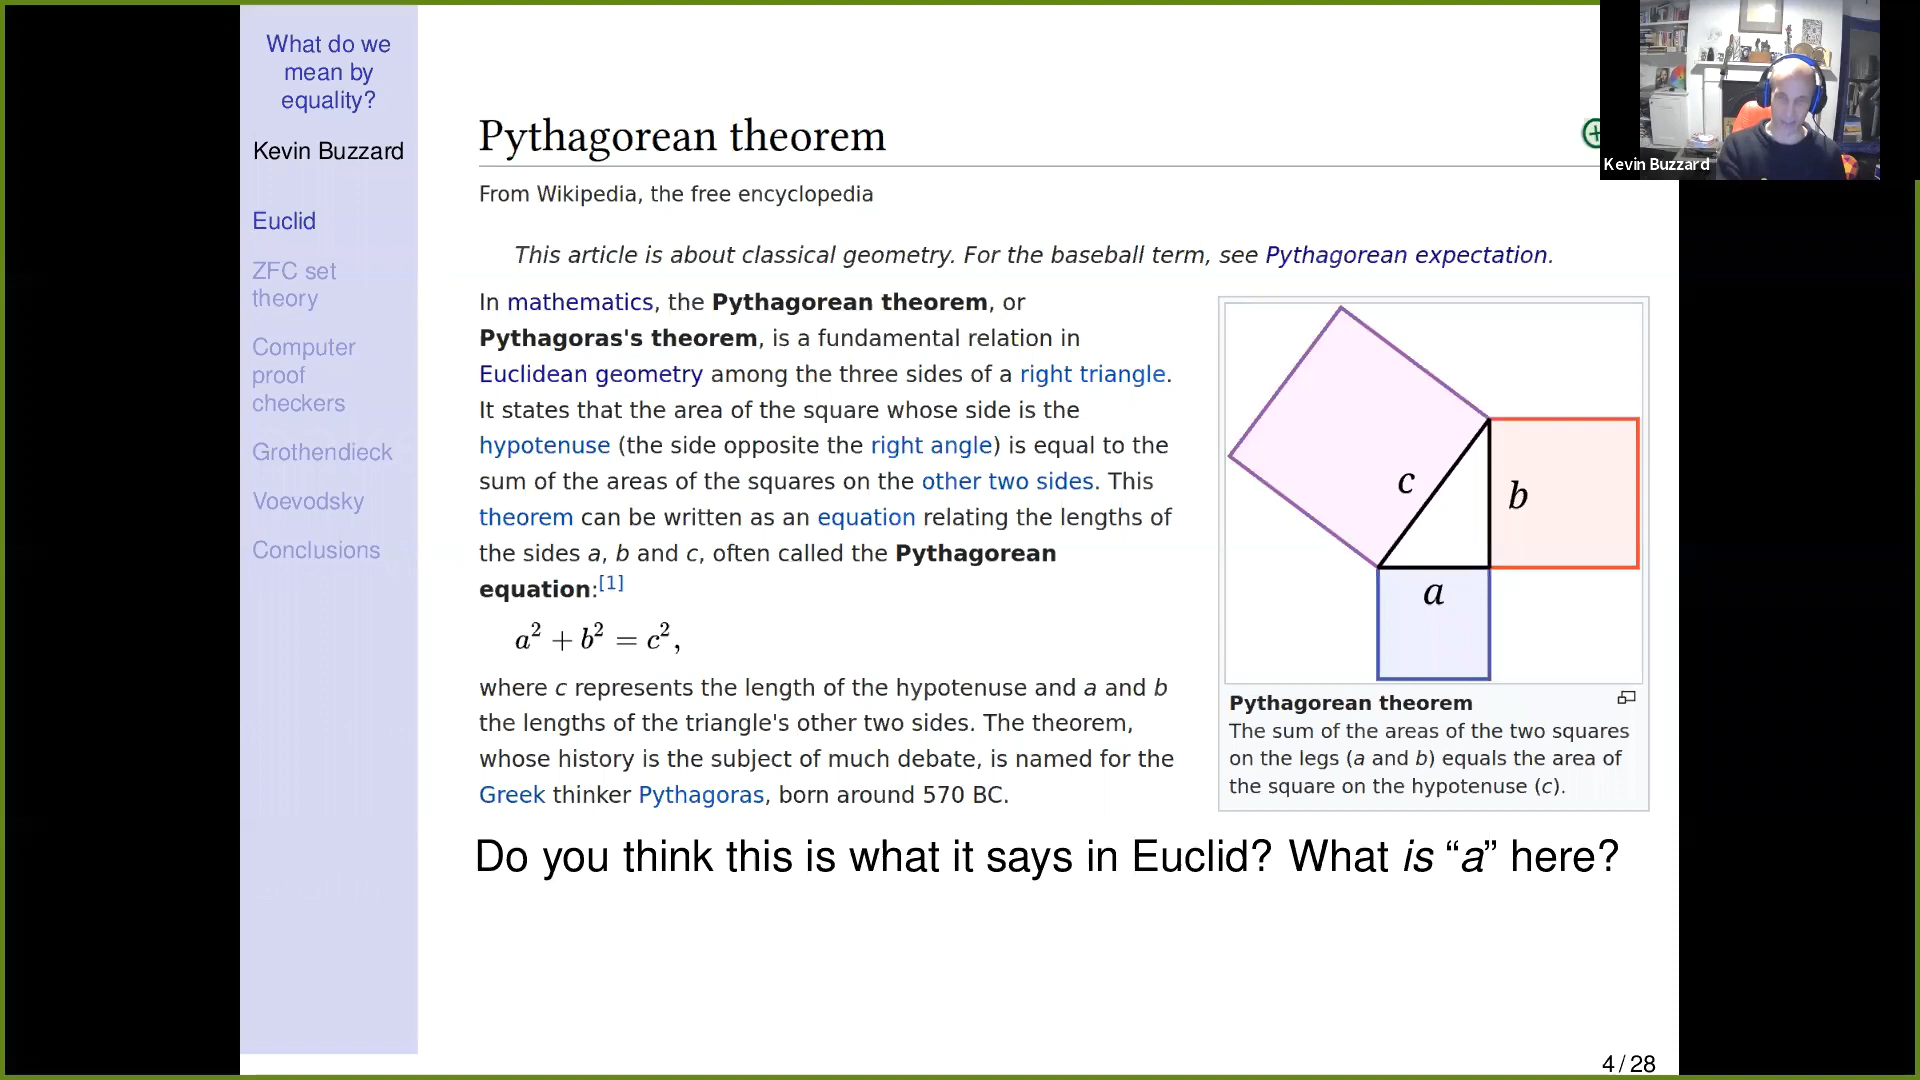 What do we
mean by
equality?
Kevin Buzzard
Euclid
ZFC set
theory
Computer
proof
checkers
Grothendieck
Voevodsky
Conclusions
Pythagorean theorem
From Wikipedia, the free encyclopedia
This article is about classical geometry. For the baseball term, see Pythagorean expectation.
In mathematics, the Pythagorean theorem, or
Pythagoras's theorem, is a fundamental relation in
Euclidean geometry among the three sides of a right triangle.
It states that the area of the square whose side is the
hypotenuse (the side opposite the right angle) is equal to the
sum of the areas of the squares on the other two sides. This
theorem can be written as an equation relating the lengths of
the sides a, b and c, often called the Pythagorean
equation:[1]
a² + b² = c²,
where c represents the length of the hypotenuse and a and b
the lengths of the triangle's other two sides. The theorem,
whose history is the subject of much debate, is named for the
Greek thinker Pythagoras, born around 570 BC.
c
b
a
Pythagorean theorem
The sum of the areas of the two squares
on the legs (a and b) equals the area of
the square on the hypotenuse (c).
Do you think this is what it says in Euclid? What is “a” here?
4 / 28
Kevin Buzzard